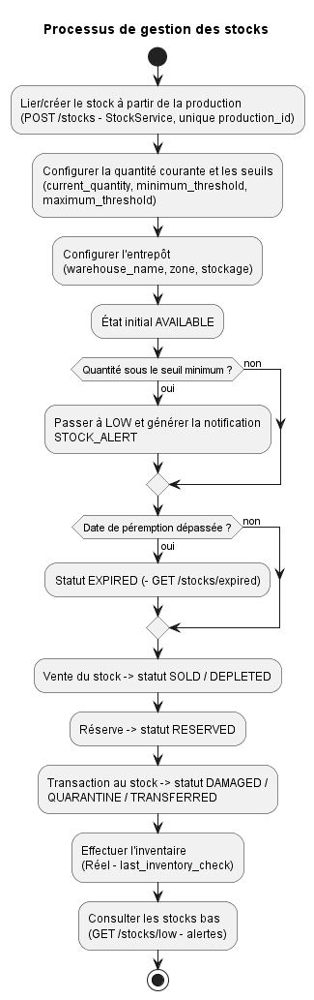 Processus de gestion des stocks
Lier/créer le stock à partir de la production
(POST /stocks - StockService, unique production_id)
Configurer la quantité courante et les seuils
(current_quantity, minimum_threshold,
maximum_threshold)
Configurer l'entrepôt
(warehouse_name, zone, stockage)
État initial AVAILABLE
Quantité sous le seuil minimum ?
non
oui
Passer à LOW et générer la notification
STOCK_ALERT
Date de péremption dépassée ?
non
oui
Statut EXPIRED (- GET /stocks/expired)
Vente du stock -> statut SOLD / DEPLETED
Réserve -> statut RESERVED
Transaction au stock -> statut DAMAGED /
QUARANTINE / TRANSFERRED
Effectuer l'inventaire
(Réel - last_inventory_check)
Consulter les stocks bas
(GET /stocks/low - alertes)